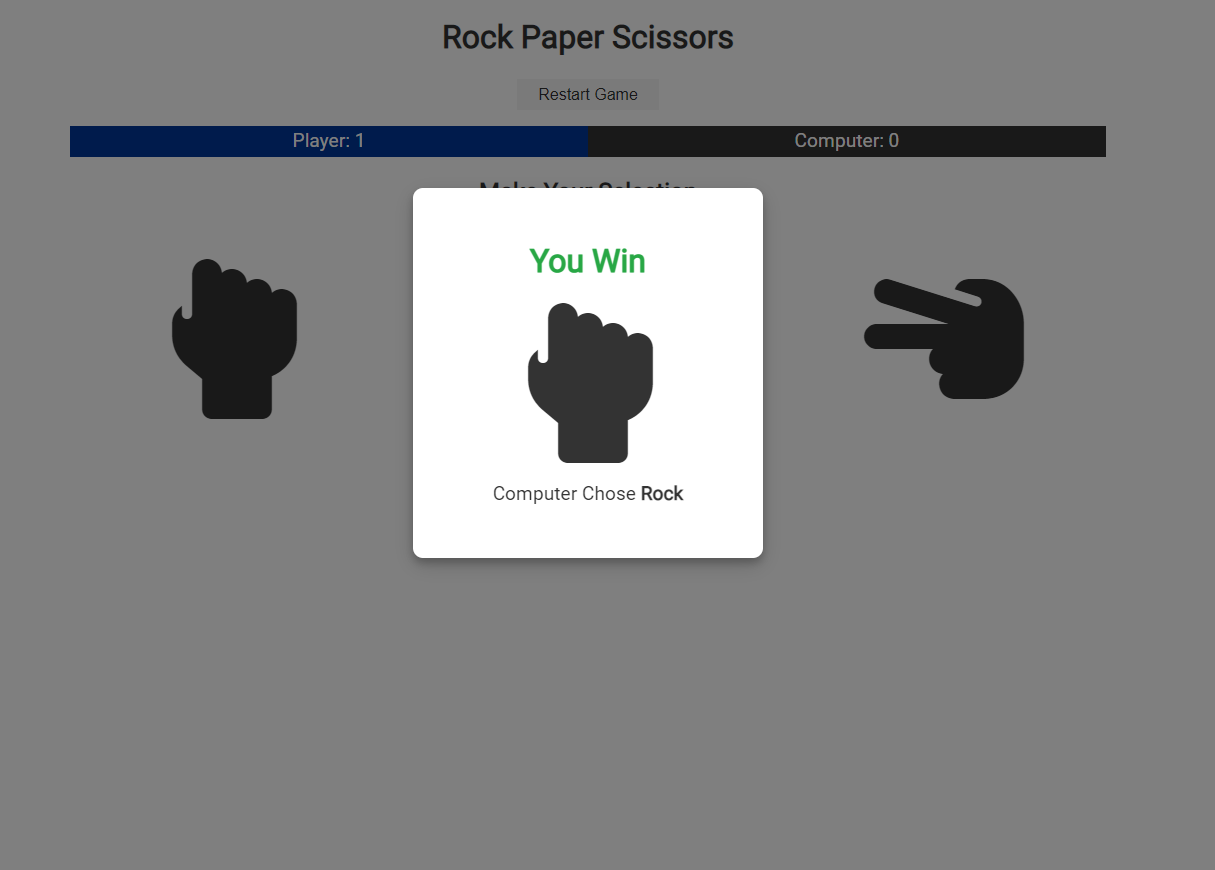 Rock Paper Scissors
Restart Game
Player: 1
Computer: 0
Make Your Selection
You Win
Computer Chose Rock